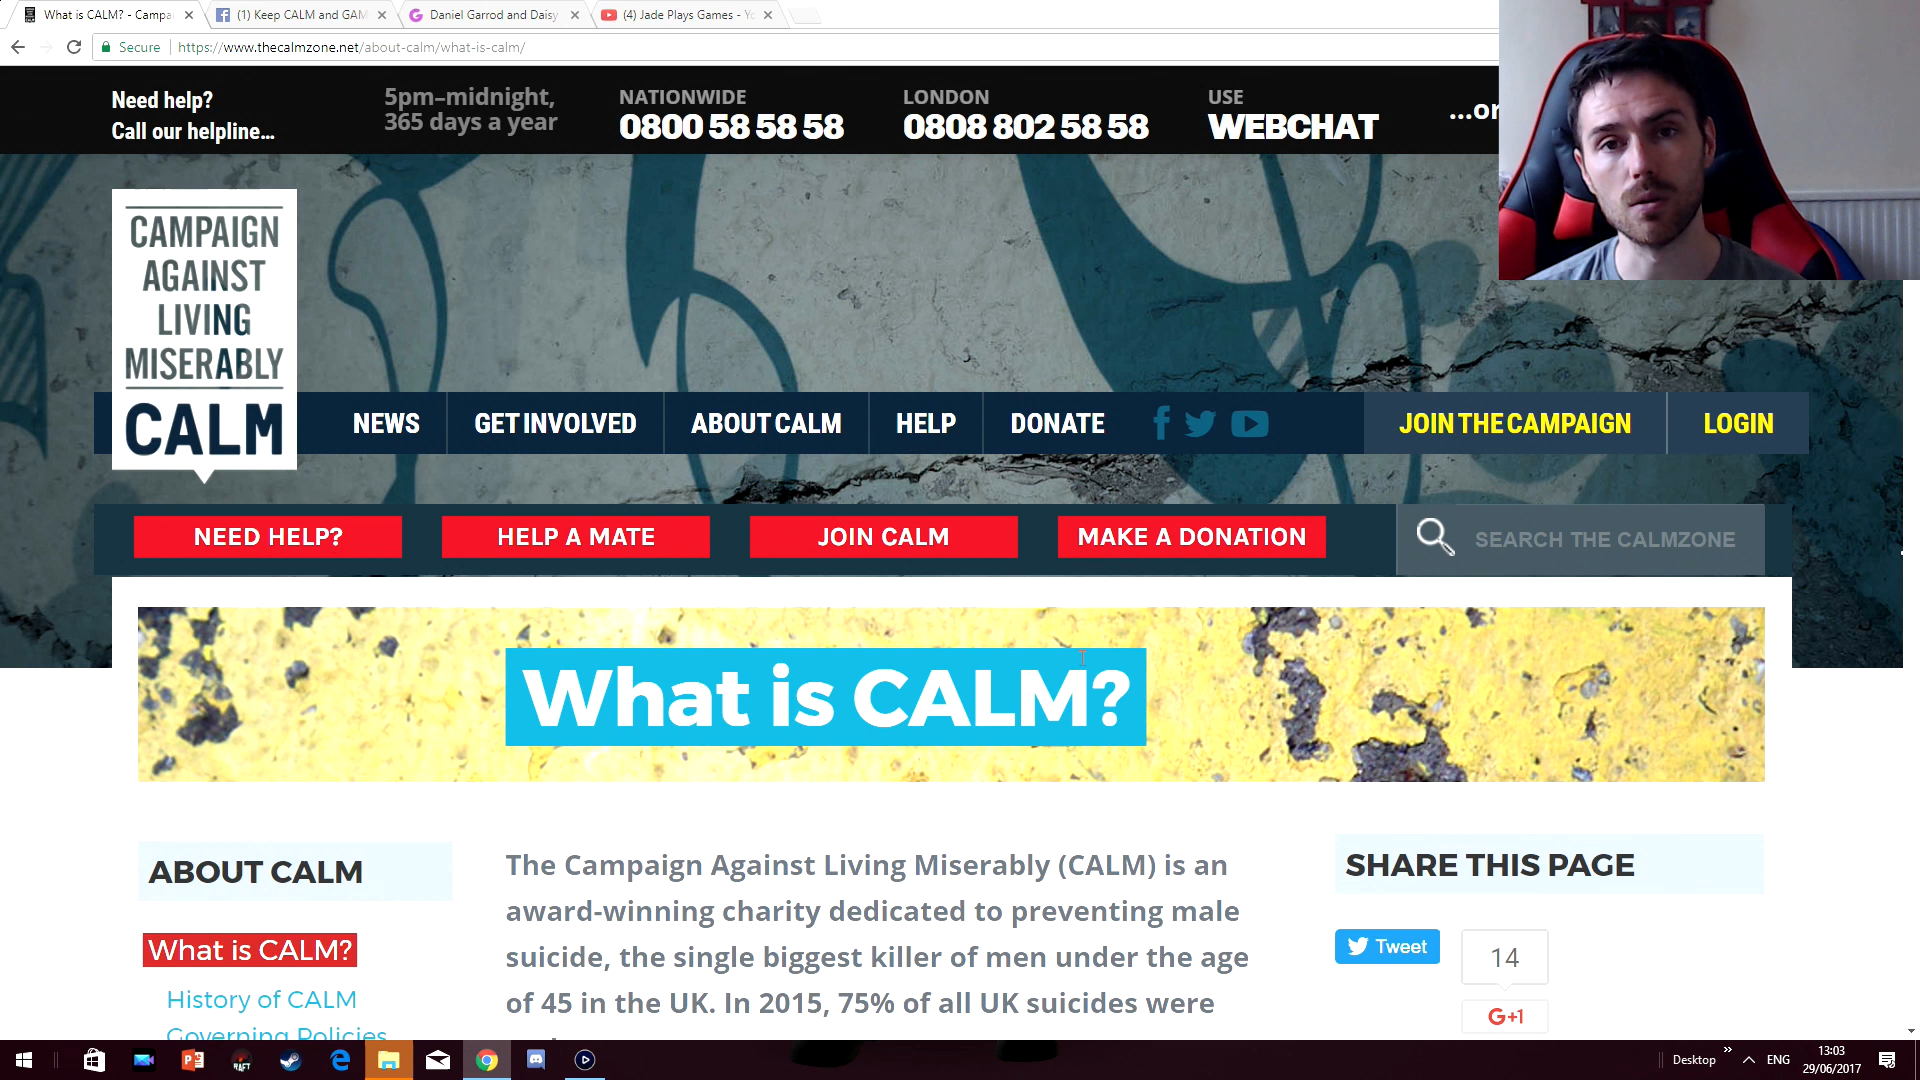 What is CALM? - Campa
(1) Keep CALM and GAM
Daniel Garrod and Daisy
(4) Jade Plays Games - Yo
Secure
https://www.thecalmzone.net/about-calm/what-is-calm/
Need help?
Call our helpline...
5pm–midnight,
365 days a year
NATIONWIDE
0800 58 58 58
LONDON
0808 802 58 58
USE
WEBCHAT
...or
CAMPAIGN
AGAINST
LIVING
MISERABLY
CALM
NEWS
GET INVOLVED
ABOUT CALM
HELP
DONATE
JOIN THE CAMPAIGN
LOGIN
NEED HELP?
HELP A MATE
JOIN CALM
MAKE A DONATION
SEARCH THE CALMZONE
What is CALM?
ABOUT CALM
What is CALM?
History of CALM
Governing Policies
The Campaign Against Living Miserably (CALM) is an
award-winning charity dedicated to preventing male
suicide, the single biggest killer of men under the age
of 45 in the UK. In 2015, 75% of all UK suicides were
SHARE THIS PAGE
Tweet
14
G+1
RAFT
Desktop
ENG
13:03
29/06/2017